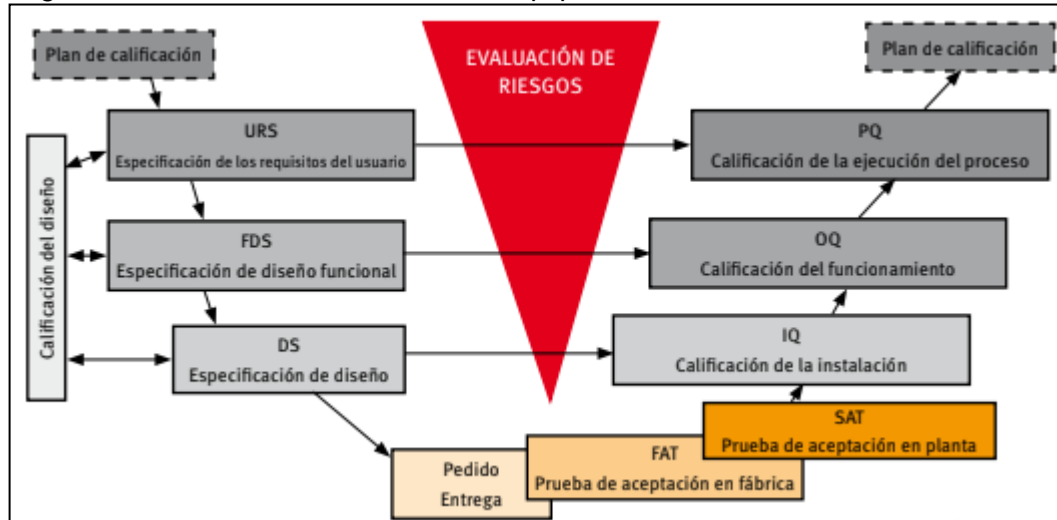 Plan de calificación
EVALUACIÓN DE
RIESGOS
Plan de calificación
URS
Especificación de los requisitos del usuario
PQ
Calificación de la ejecución del proceso
Calificación del diseño
FDS
Especificación de diseño funcional
OQ
Calificación del funcionamiento
DS
Especificación de diseño
IQ
Calificación de la instalación
SAT
Prueba de aceptación en planta
FAT
Prueba de aceptación en fábrica
Pedido
Entrega